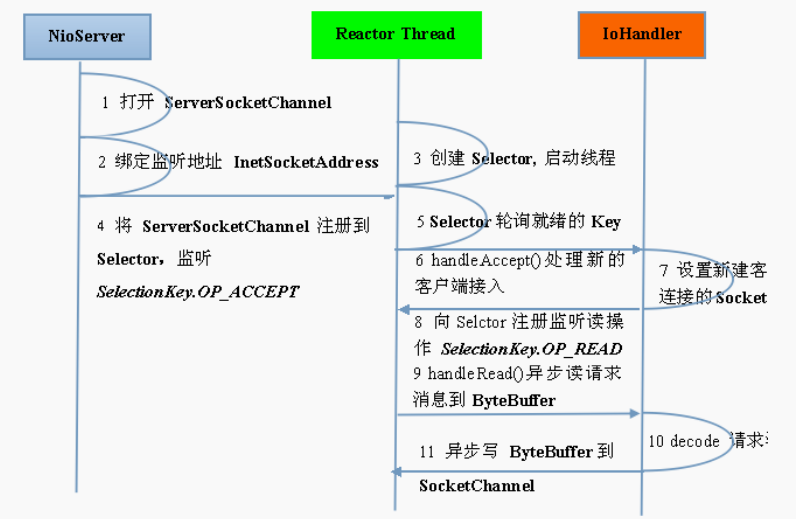 NioServer
Reactor Thread
IoHandler
1 打开 ServerSocketChannel
2 绑定监听地址 InetSocketAddress
3 创建 Selector, 启动线程
4 将 ServerSocketChannel 注册到
Selector，监听
SelectionKey.OP_ACCEPT
5 Selector 轮询就绪的 Key
6 handleAccept()处理新的
客户端接入
7 设置新建客
连接的 Socket
8 向 Selctor 注册监听读操
作 SelectionKey.OP_READ
9 handleRead()异步读请求
消息到 ByteBuffer
10 decode 请求
11 异步写 ByteBuffer 到
SocketChannel